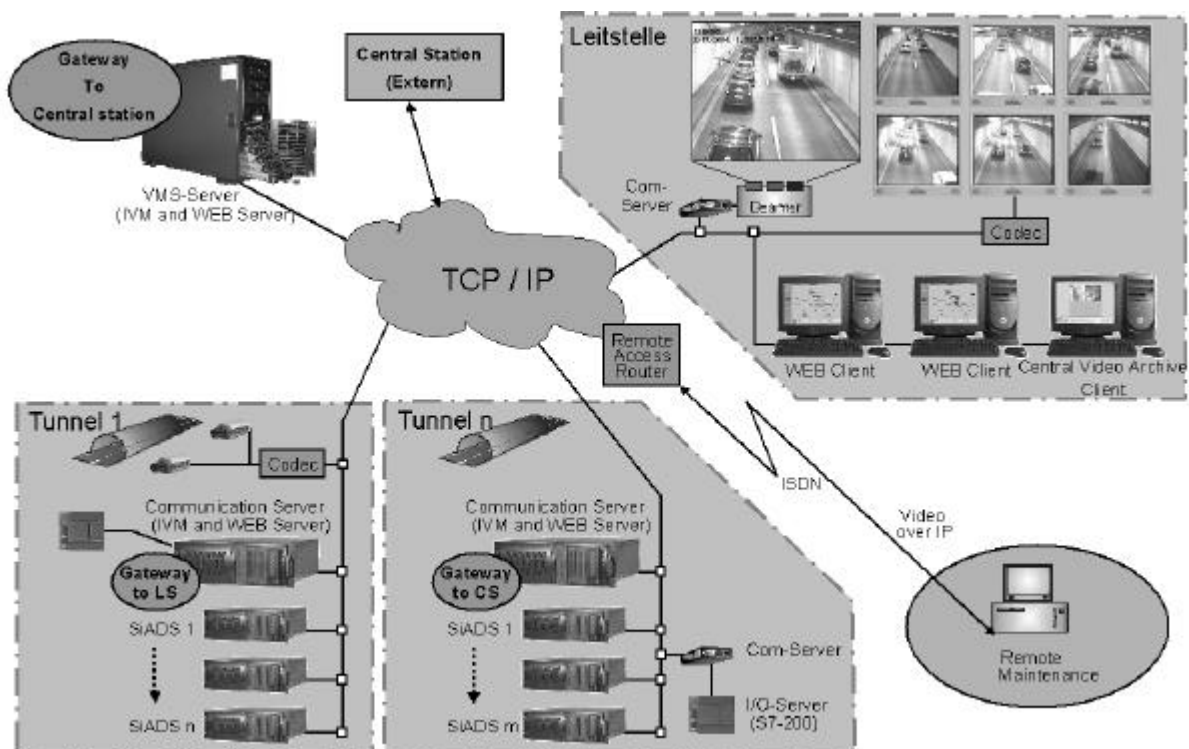 Gateway
To
Central station
Central Station
(Extern)
VMS-Server
(IVM and WEB Server)
TCP / IP
Leitstelle
Com-
Server
Beamer
Codec
WEB Client
WEB Client
Central Video Archive
Client
Remote
Access
Router
ISDN
Video
over IP
Remote
Maintenance
Tunnel 1
Codec
Communication Server
(IVM and WEB Server)
Gateway
to LS
SiADS 1
SiADS n
Tunnel n
Communication Server
(IVM and WEB Server)
Gateway
to CS
SiADS 1
SiADS m
Com-Server
I/O-Server
(S7-200)